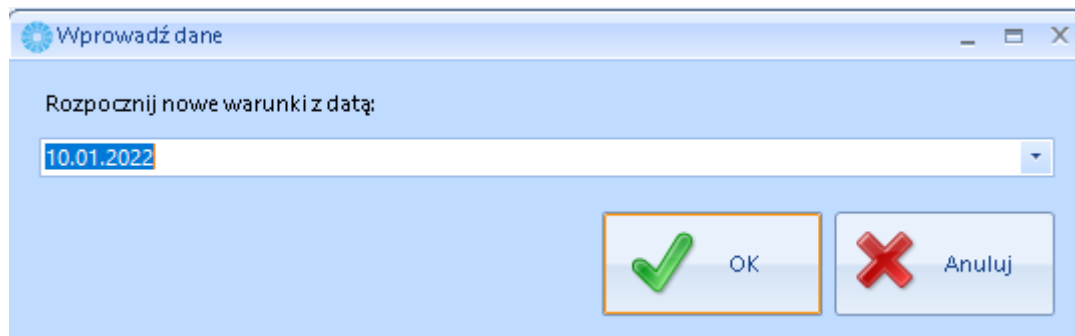 Wprowadź dane
Rozpocznij nowe warunki z datą:
10.01.2022
OK
Anuluj